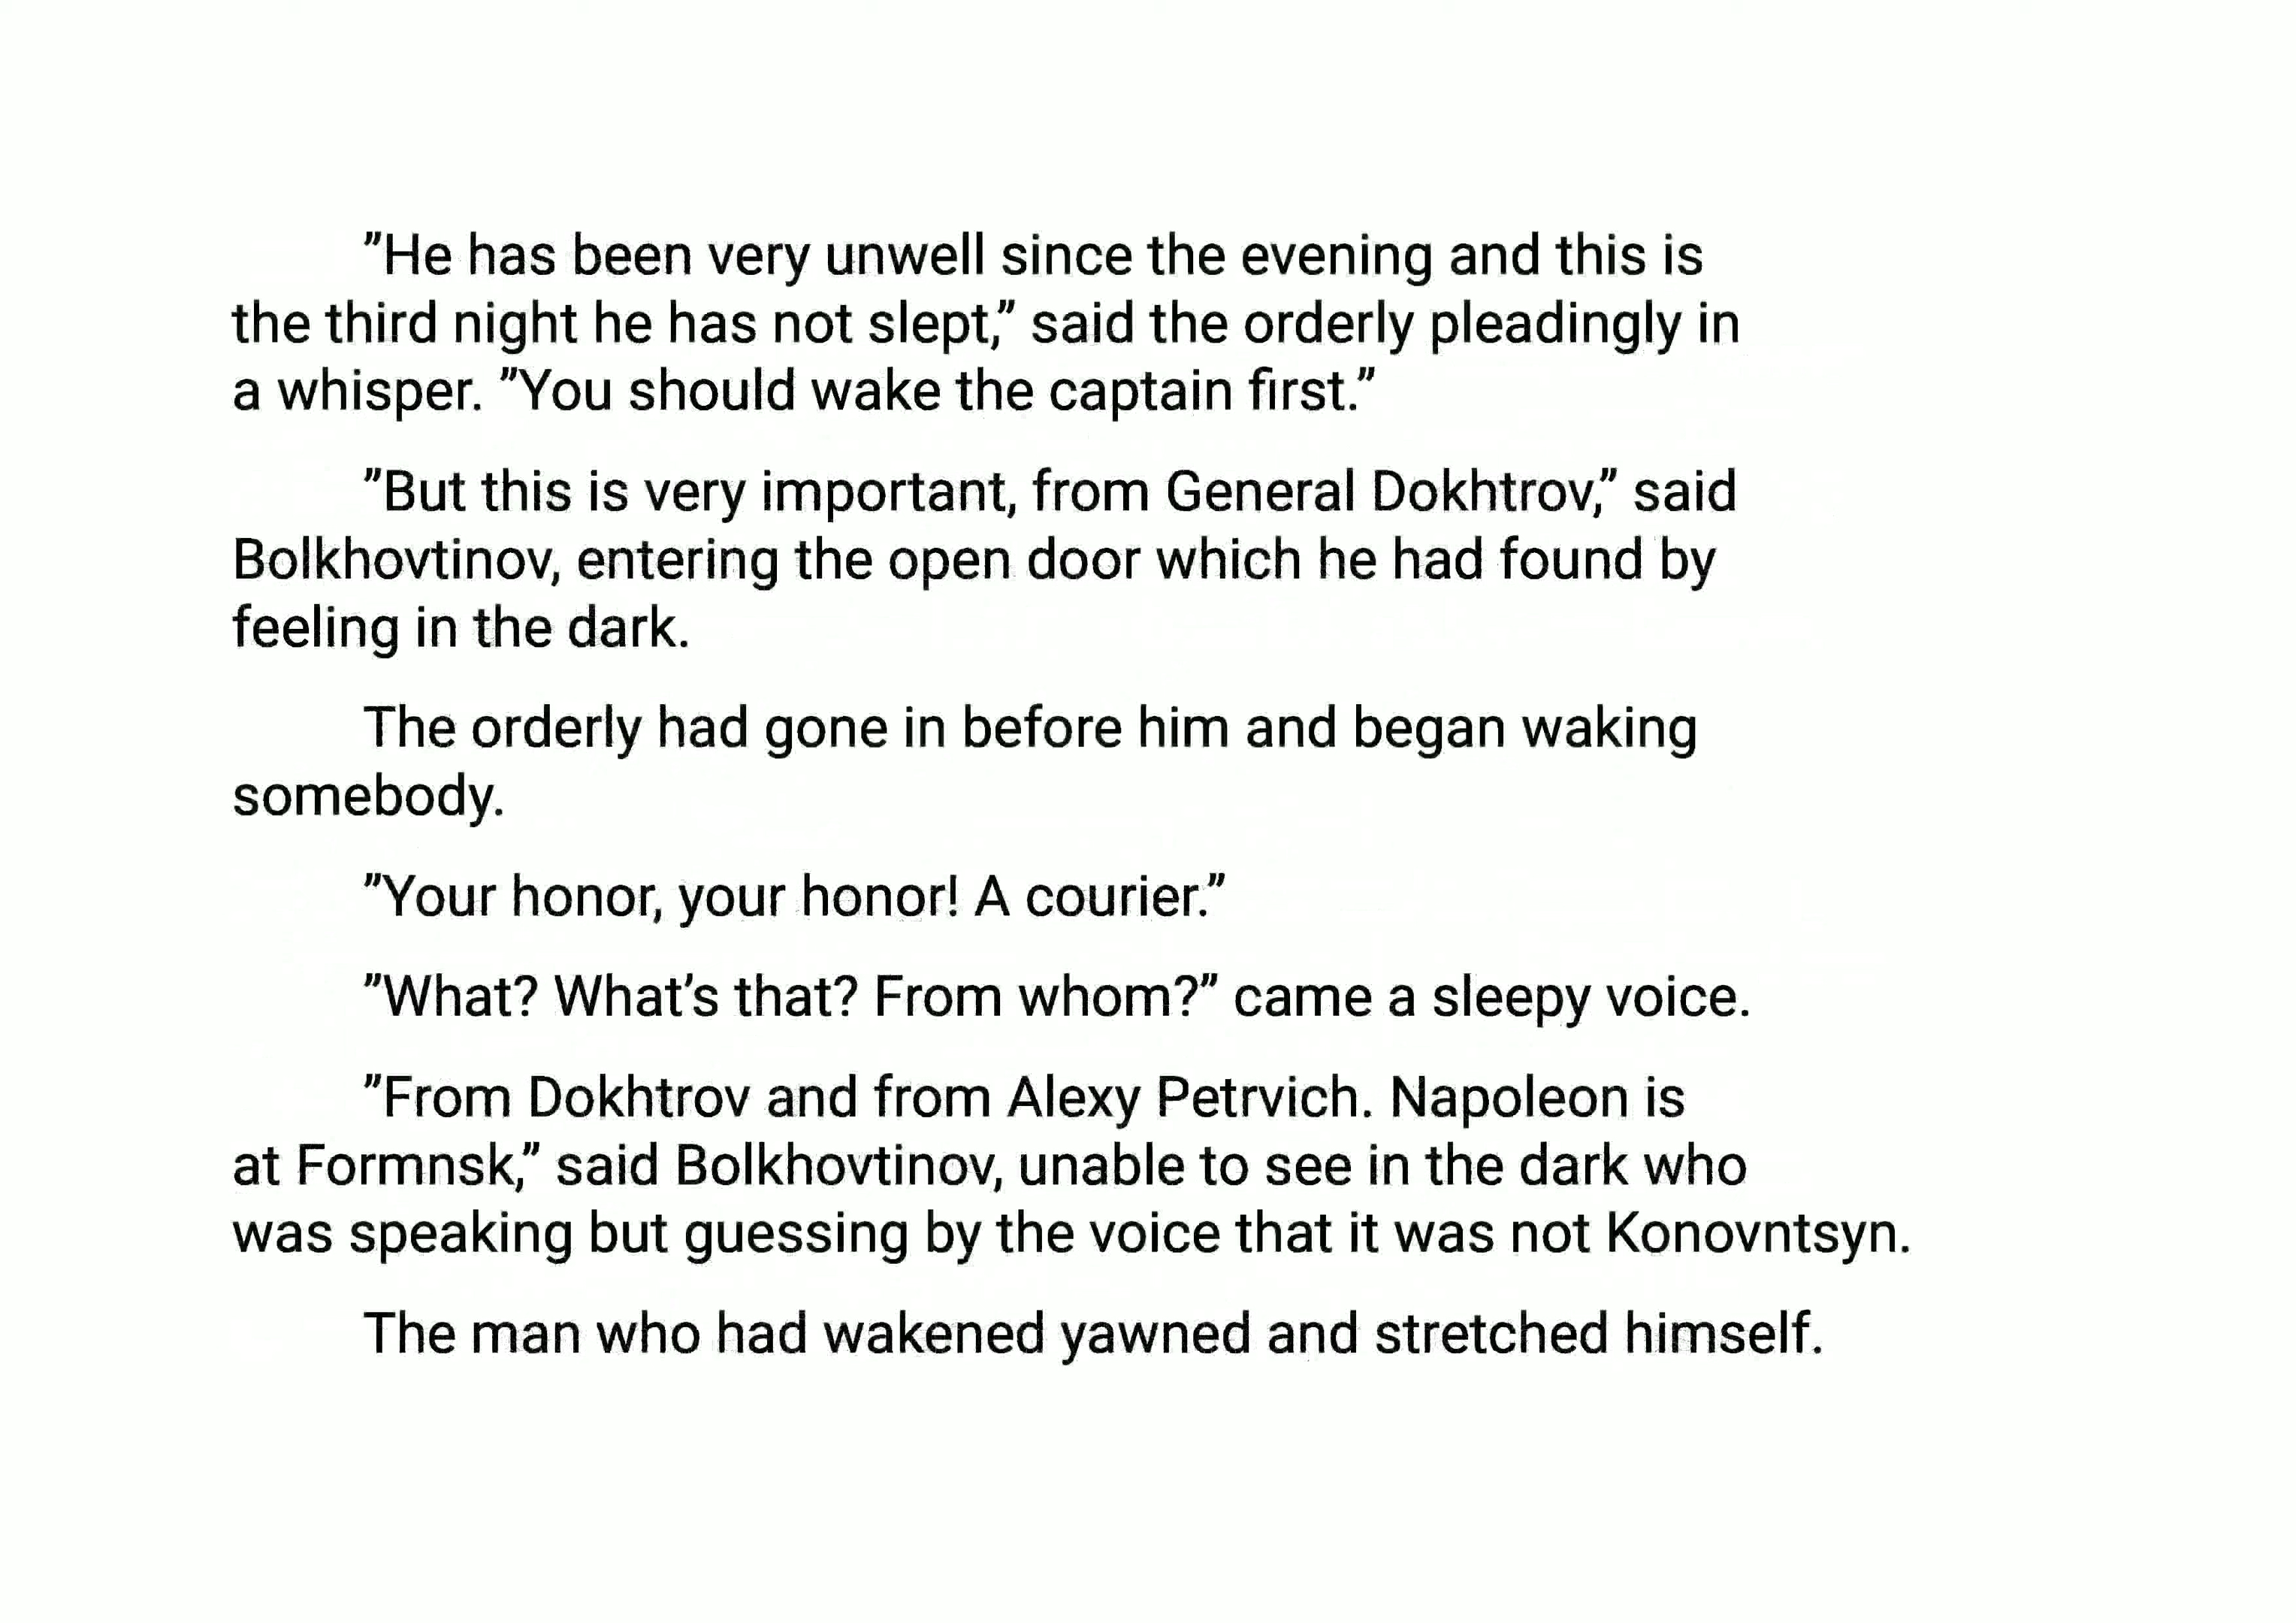 ”He has been very unwell since the evening and this is
the third night he has not slept,” said the orderly pleadingly in
a whisper. ”You should wake the captain first.”
”But this is very important, from General Dokhtrov,” said
Bolkhovtinov, entering the open door which he had found by
feeling in the dark.
The orderly had gone in before him and began waking
somebody.
”Your honor, your honor! A courier.”
”What? What’s that? From whom?” came a sleepy voice.
”From Dokhtrov and from Alexy Petrvich. Napoleon is
at Formnsk,” said Bolkhovtinov, unable to see in the dark who
was speaking but guessing by the voice that it was not Konovntsyn.
The man who had wakened yawned and stretched himself.